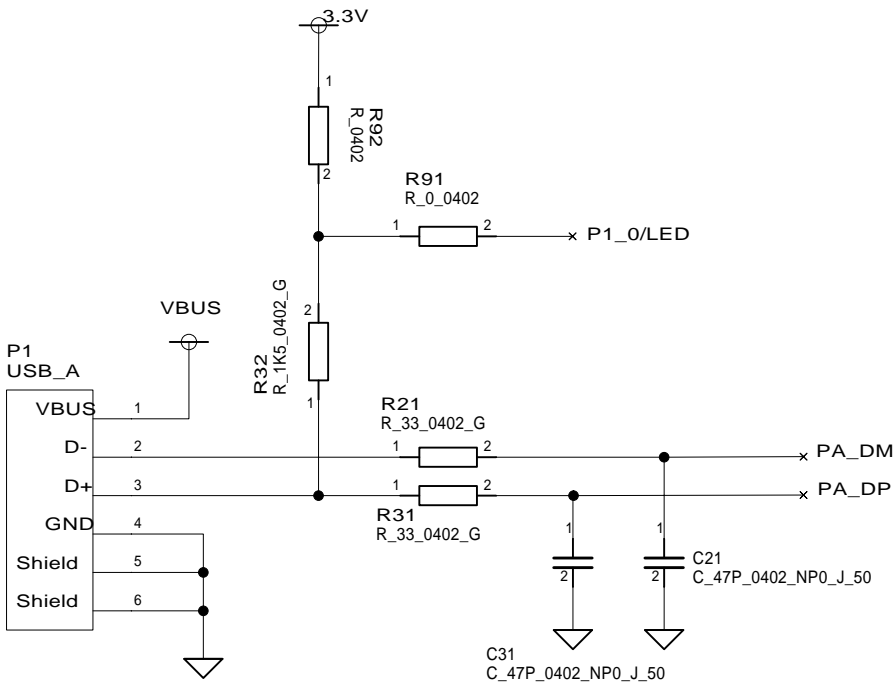 3.3V
1
R92
R_0402
2
R91
R_0_0402
1
2
P1_0/LED
VBUS
2
R32
R_1K5_0402_G
1
P1
USB_A
VBUS
1
D-
2
D+
3
GND
4
Shield
5
Shield
6
R21
R_33_0402_G
1
2
PA_DM
1
2
PA_DP
R31
R_33_0402_G
1
2
1
2
C21
C_47P_0402_NP0_J_50
C31
C_47P_0402_NP0_J_50